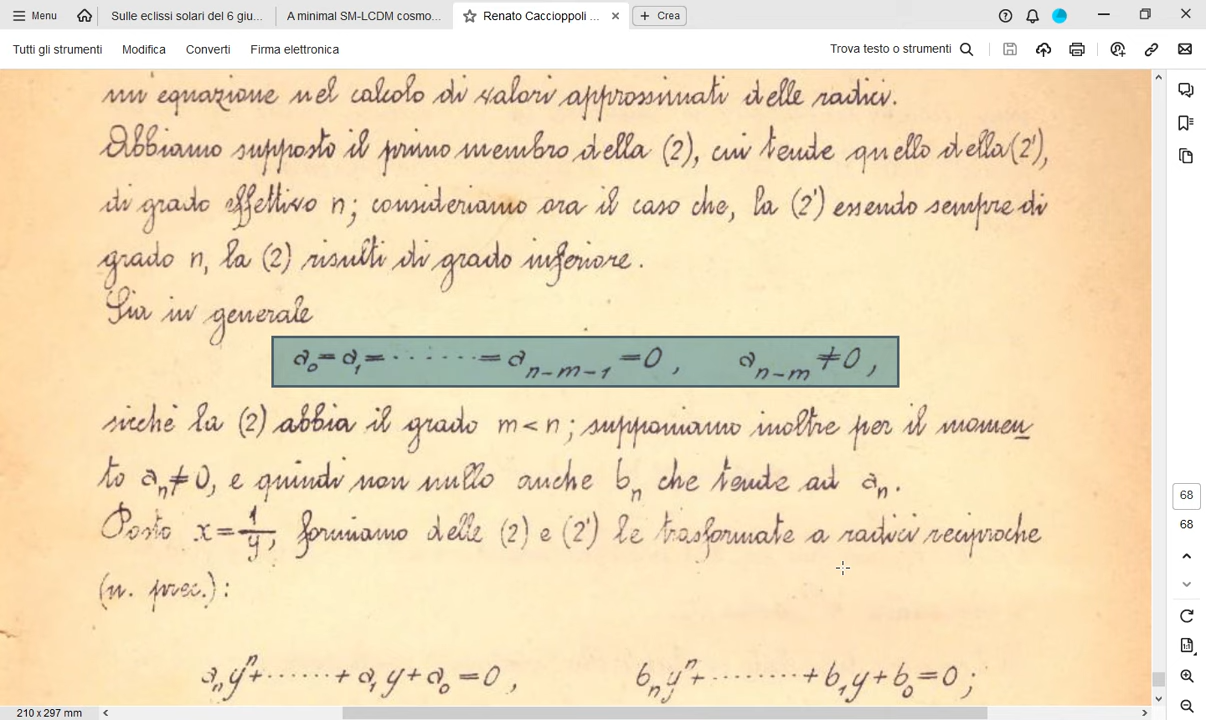 Menu Sulle eclissi solari del 6 giu... A minimal SM-LCDM cosmo... Renato Caccioppoli ... × + Crea
Tutti gli strumenti Modifica Converti Firma elettronica Trova testo o strumenti
un'equazione nel calcolo di valori approssimati delle radici.
Abbiamo supposto il primo membro della (2), cui tende quello della (2'),
di grado effettivo n; consideriamo ora il caso che, la (2') essendo sempre di
grado n, la (2) risulti di grado inferiore.
Sia in generale
a₀ = a₁ = ....... = aₙ₋ₘ₋₁ = 0 , aₙ₋ₘ ≠ 0 ,
sicché la (2) abbia il grado m < n ; supponiamo inoltre per il momen
to aₙ ≠ 0, e quindi non nullo anche bₙ che tende ad aₙ.
Posto x = 1/y, formiamo delle (2) e (2') le trasformate a radici reciproche
(n. prec.) :
aₙyⁿ + ...... + a₁y + a₀ = 0 , bₙyⁿ + ........ + b₁y + b₀ = 0 ;
68
68
210 x 297 mm